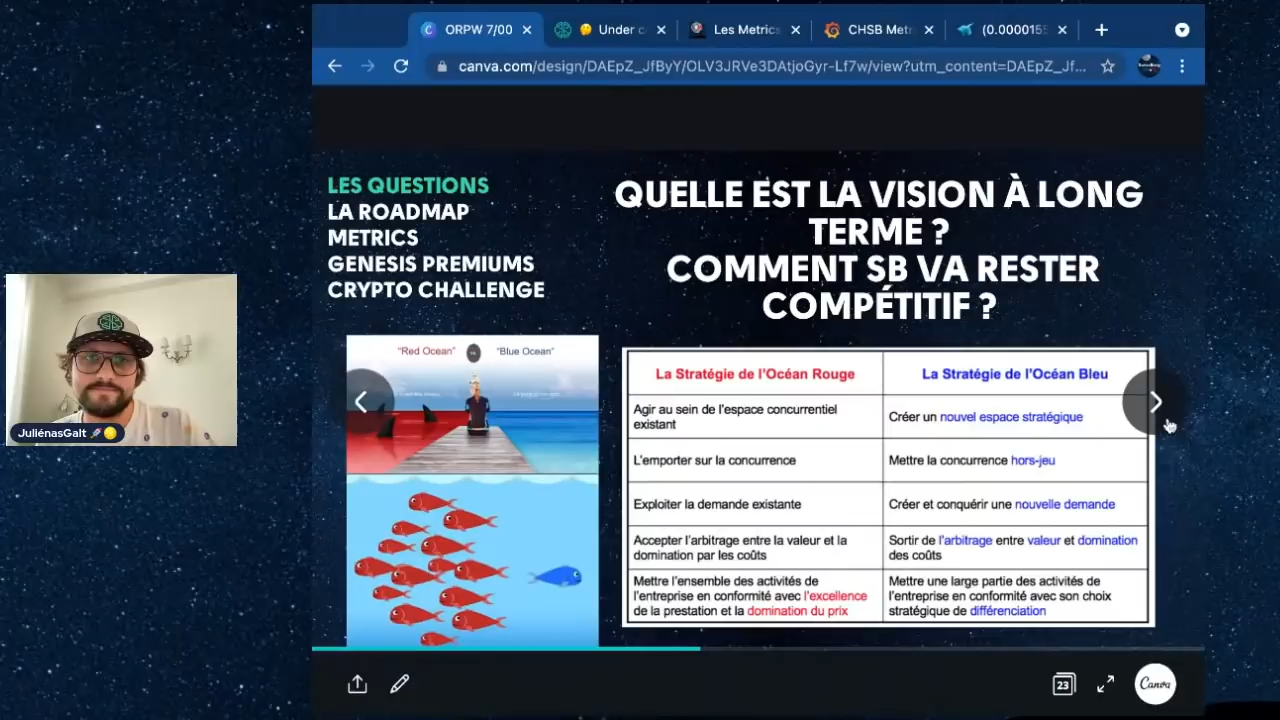 ORPW 7/00
Under c
Les Metrics
CHSB Met
(0.000015
canva.com/design/DAEpZ_JfByY/OLV3JRVe3DAtjoGyr-Lf7w/view?utm_content=DAEpZ_Jf...
LES QUESTIONS
LA ROADMAP
METRICS
GENESIS PREMIUMS
CRYPTO CHALLENGE
QUELLE EST LA VISION À LONG
TERME ?
COMMENT SB VA RESTER
COMPÉTITIF ?
"Red Ocean"
"Blue Ocean"
La Stratégie de l'Océan Rouge
La Stratégie de l'Océan Bleu
Agir au sein de l'espace concurrentiel
existant
Créer un nouvel espace stratégique
L'emporter sur la concurrence
Mettre la concurrence hors-jeu
Exploiter la demande existante
Créer et conquérir une nouvelle demande
Accepter l'arbitrage entre la valeur et la
domination par les coûts
Sortir de l'arbitrage entre valeur et domination
des coûts
Mettre l'ensemble des activités de
l'entreprise en conformité avec l'excellence
de la prestation et la domination du prix
Mettre une large partie des activités de
l'entreprise en conformité avec son choix
stratégique de différenciation
JuliénasGalt
23
Canva